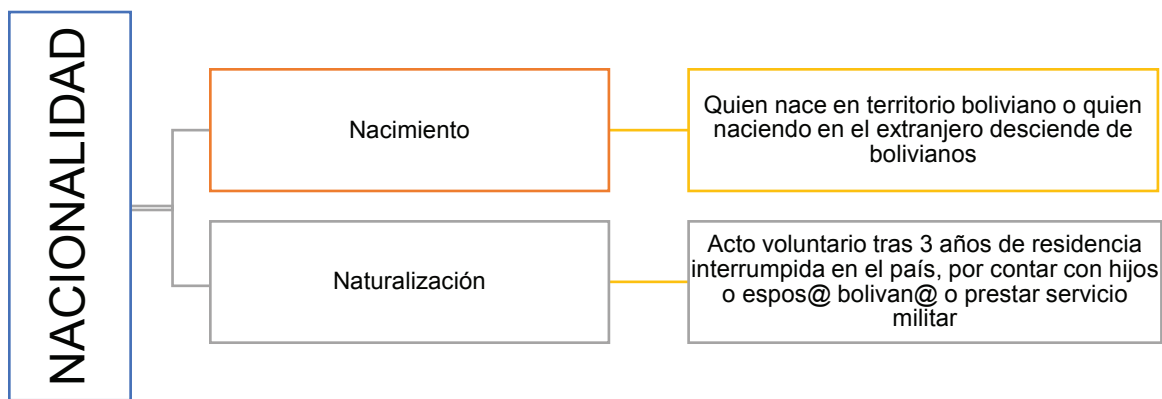 NACIONALIDAD
Nacimiento
Quien nace en territorio boliviano o quien
naciendo en el extranjero desciende de
bolivianos
Naturalización
Acto voluntario tras 3 años de residencia
interrumpida en el país, por contar con hijos
o espos@ bolivan@ o prestar servicio
militar